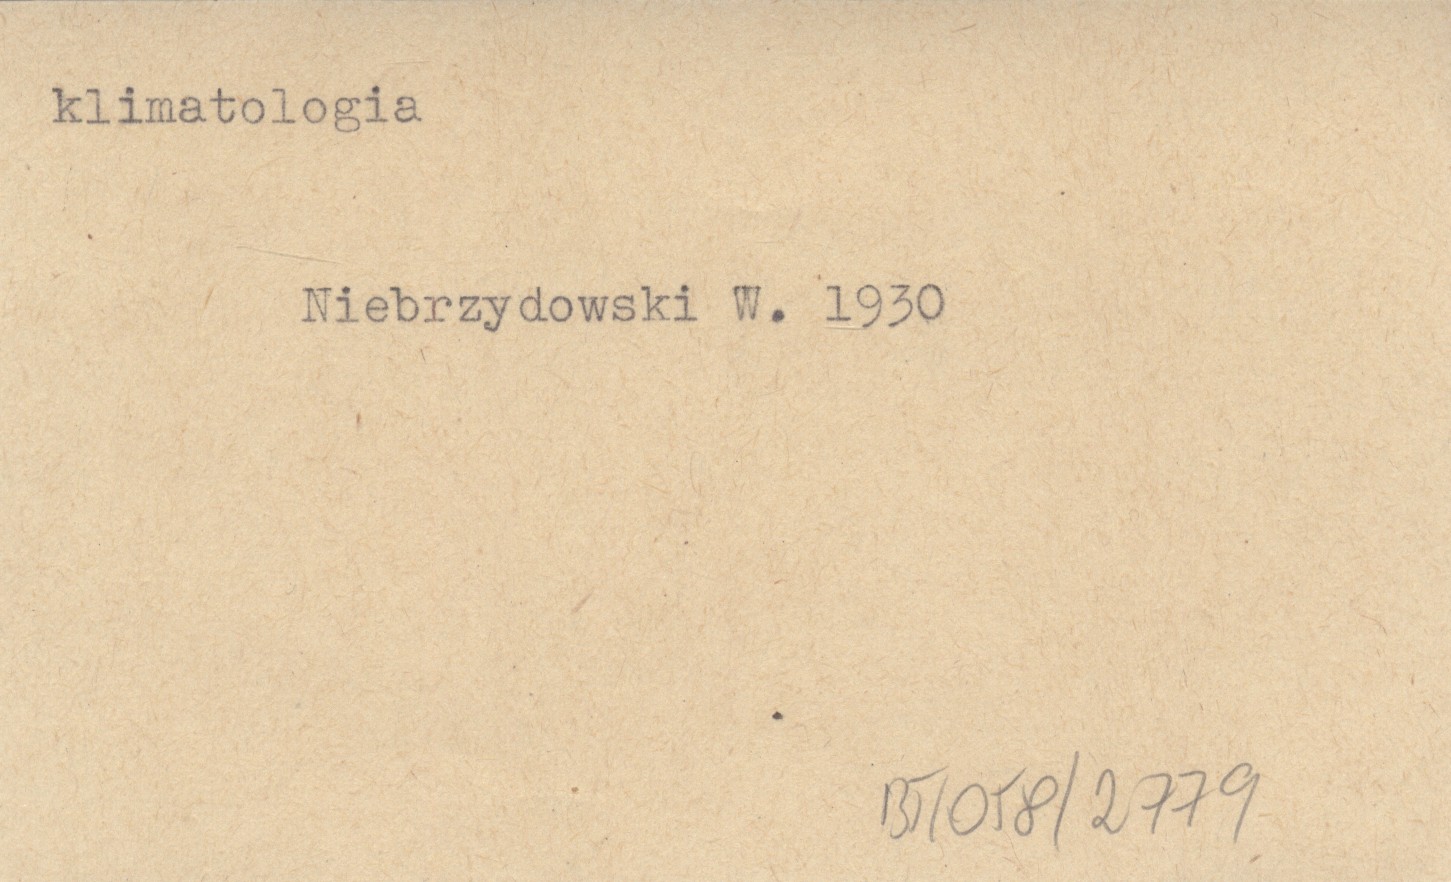 klimatologia
Niebrzydowski W. 1930
BT/058/2779